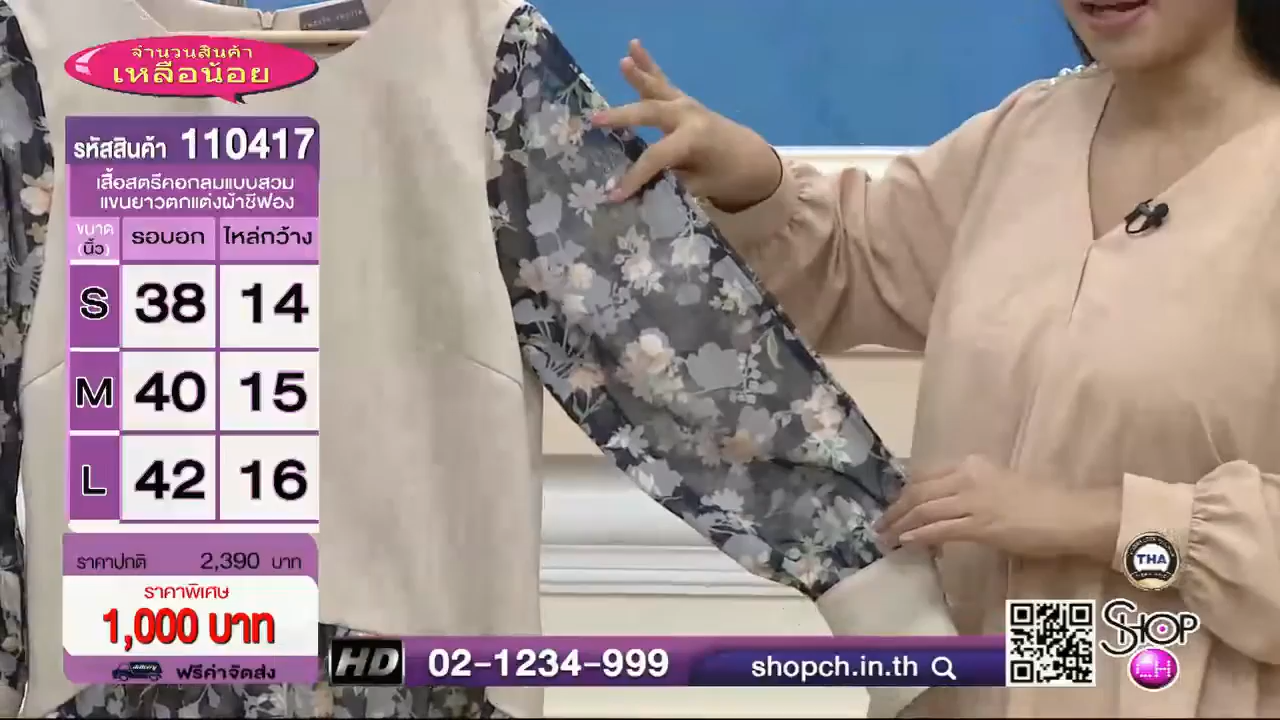 จำนวนสินค้า
เหลือน้อย
รหัสสินค้า 110417
เสื้อสตรีคอกลมแบบสวม
แขนยาวตกแต่งผ้าชีฟอง
ขนาด (นิ้ว) รอบอก ไหล่กว้าง
S 38 14
M 40 15
L 42 16
ราคาปกติ 2,390 บาท
ราคาพิเศษ
1,000 บาท
delivery ฟรีค่าจัดส่ง
HD 02-1234-999 shopch.in.th
SHOP
CH
THA